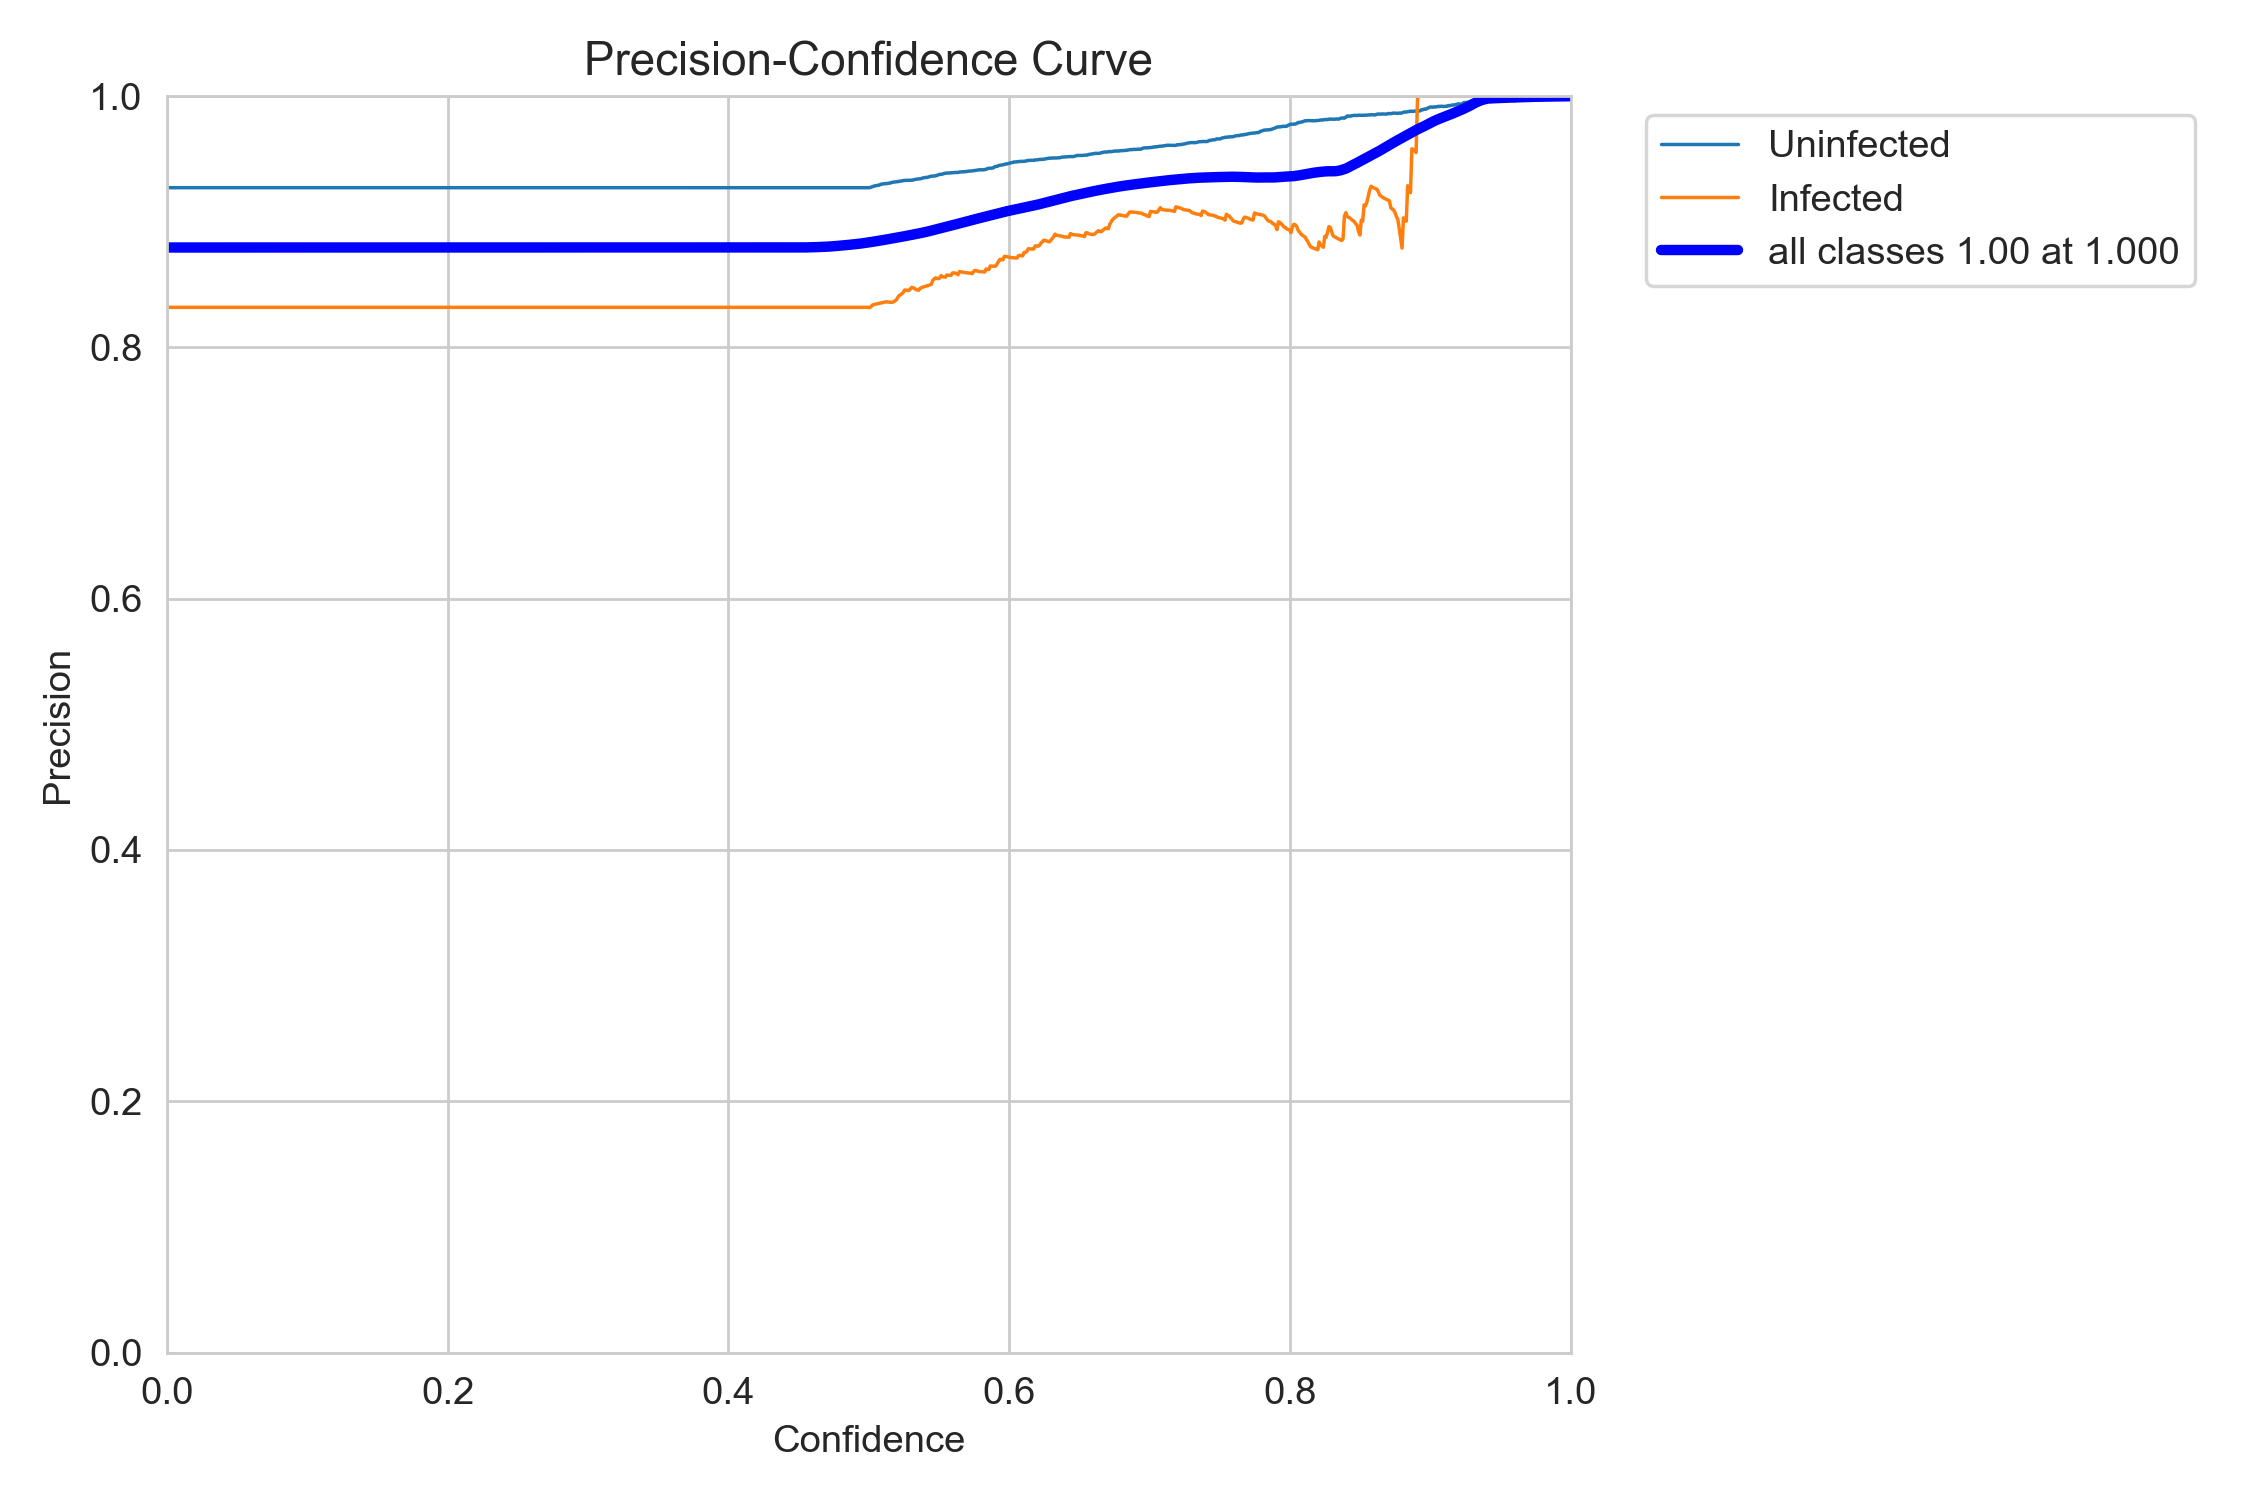 Precision-Confidence Curve
1.0
0.8
0.6
0.4
0.2
0.0
Precision
0.0 0.2 0.4 0.6 0.8 1.0
Confidence
Uninfected
Infected
all classes 1.00 at 1.000